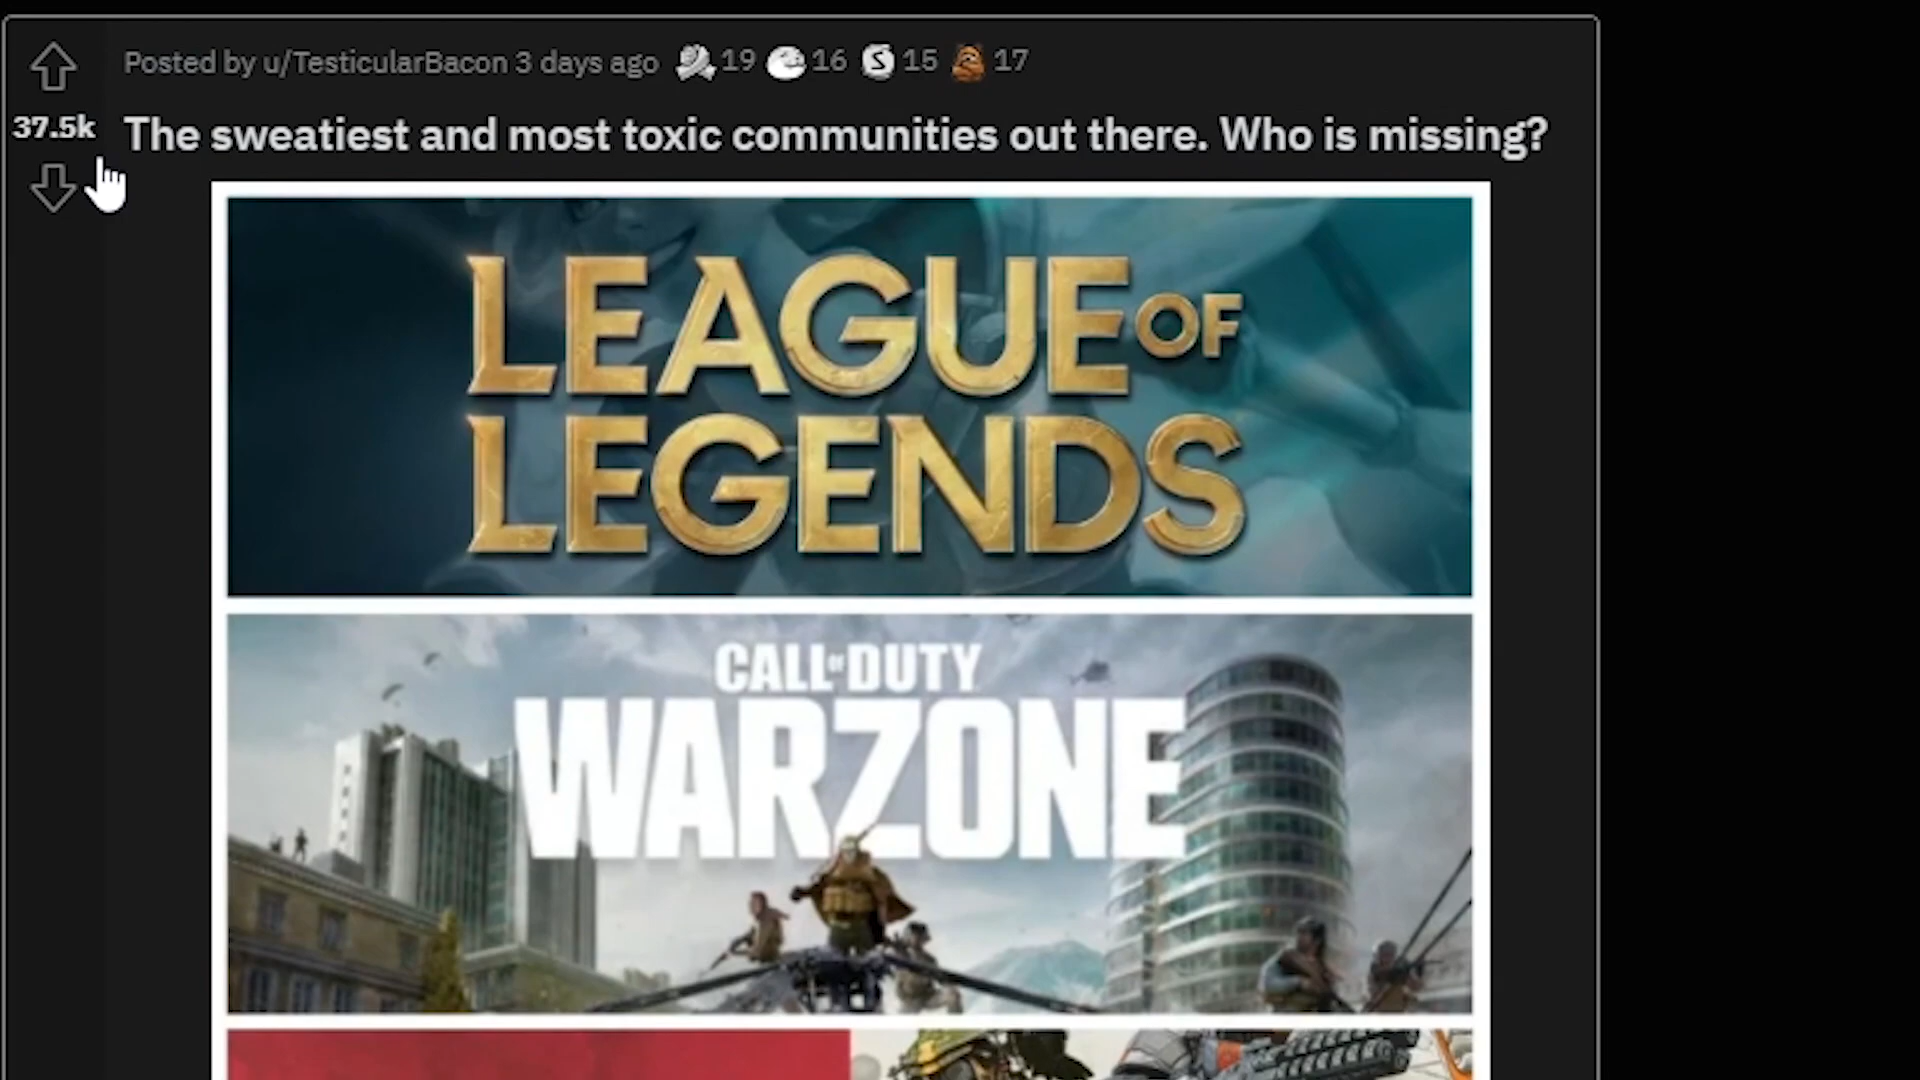 Posted by u/TesticularBacon 3 days ago 19 16 S 15 17
37.5k
The sweatiest and most toxic communities out there. Who is missing?
LEAGUE OF
LEGENDS
CALL OF DUTY
WARZONE